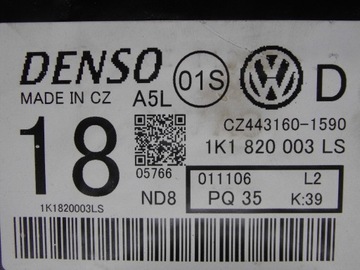 DENSO
01S
D
MADE IN CZ
A5L
CZ443160-1590
18
1K1 820 003 LS
05766
011106 L2
ND8
PQ 35 K:39
1K1820003LS